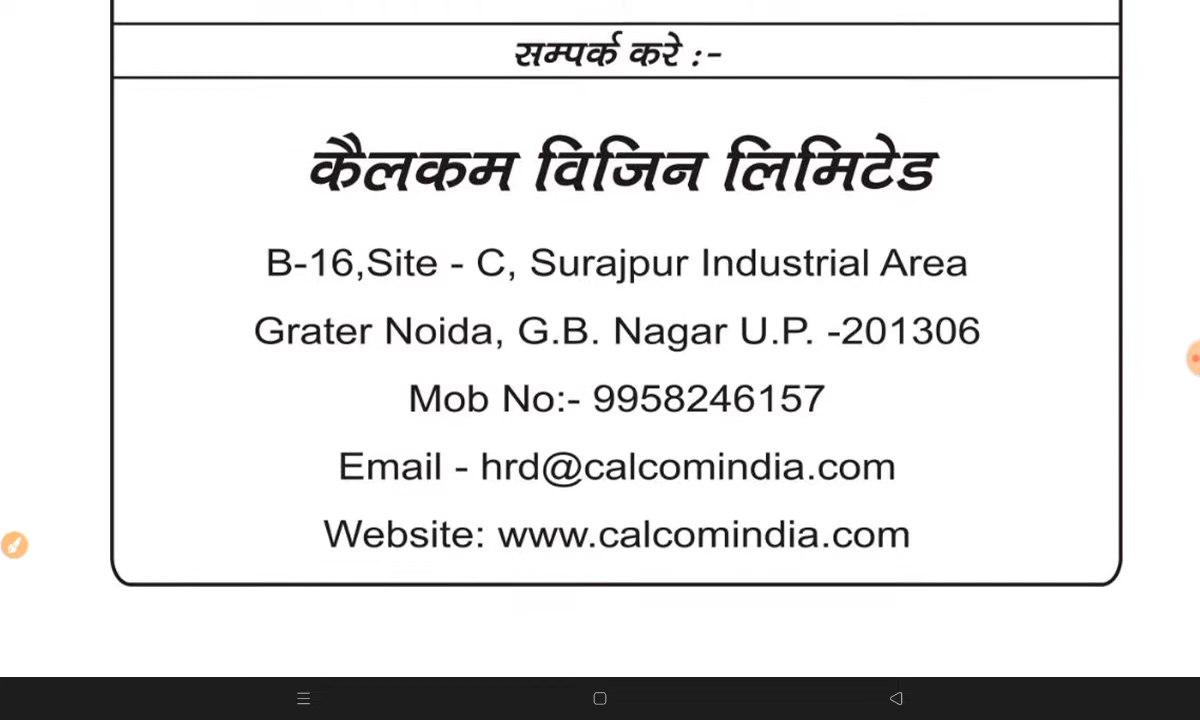 सम्पर्क करे :-
कैलकम विजिन लिमिटेड
B-16,Site - C, Surajpur Industrial Area
Grater Noida, G.B. Nagar U.P. -201306
Mob No:- 9958246157
Email - hrd@calcomindia.com
Website: www.calcomindia.com